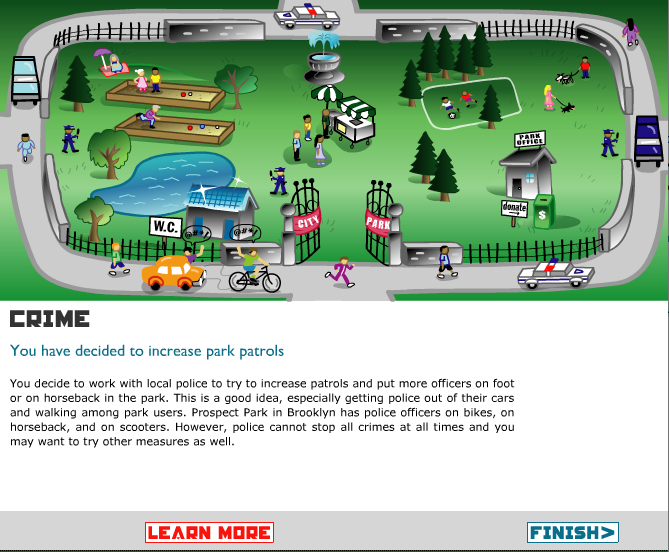 PARK
OFFICE
donate
$
W.C.
@#*!
@#*!
CITY
PARK
CRIME
You have decided to increase park patrols
You decide to work with local police to try to increase patrols and put more officers on foot
or on horseback in the park. This is a good idea, especially getting police out of their cars
and walking among park users. Prospect Park in Brooklyn has police officers on bikes, on
horseback, and on scooters. However, police cannot stop all crimes at all times and you
may want to try other measures as well.
LEARN MORE
FINISH>